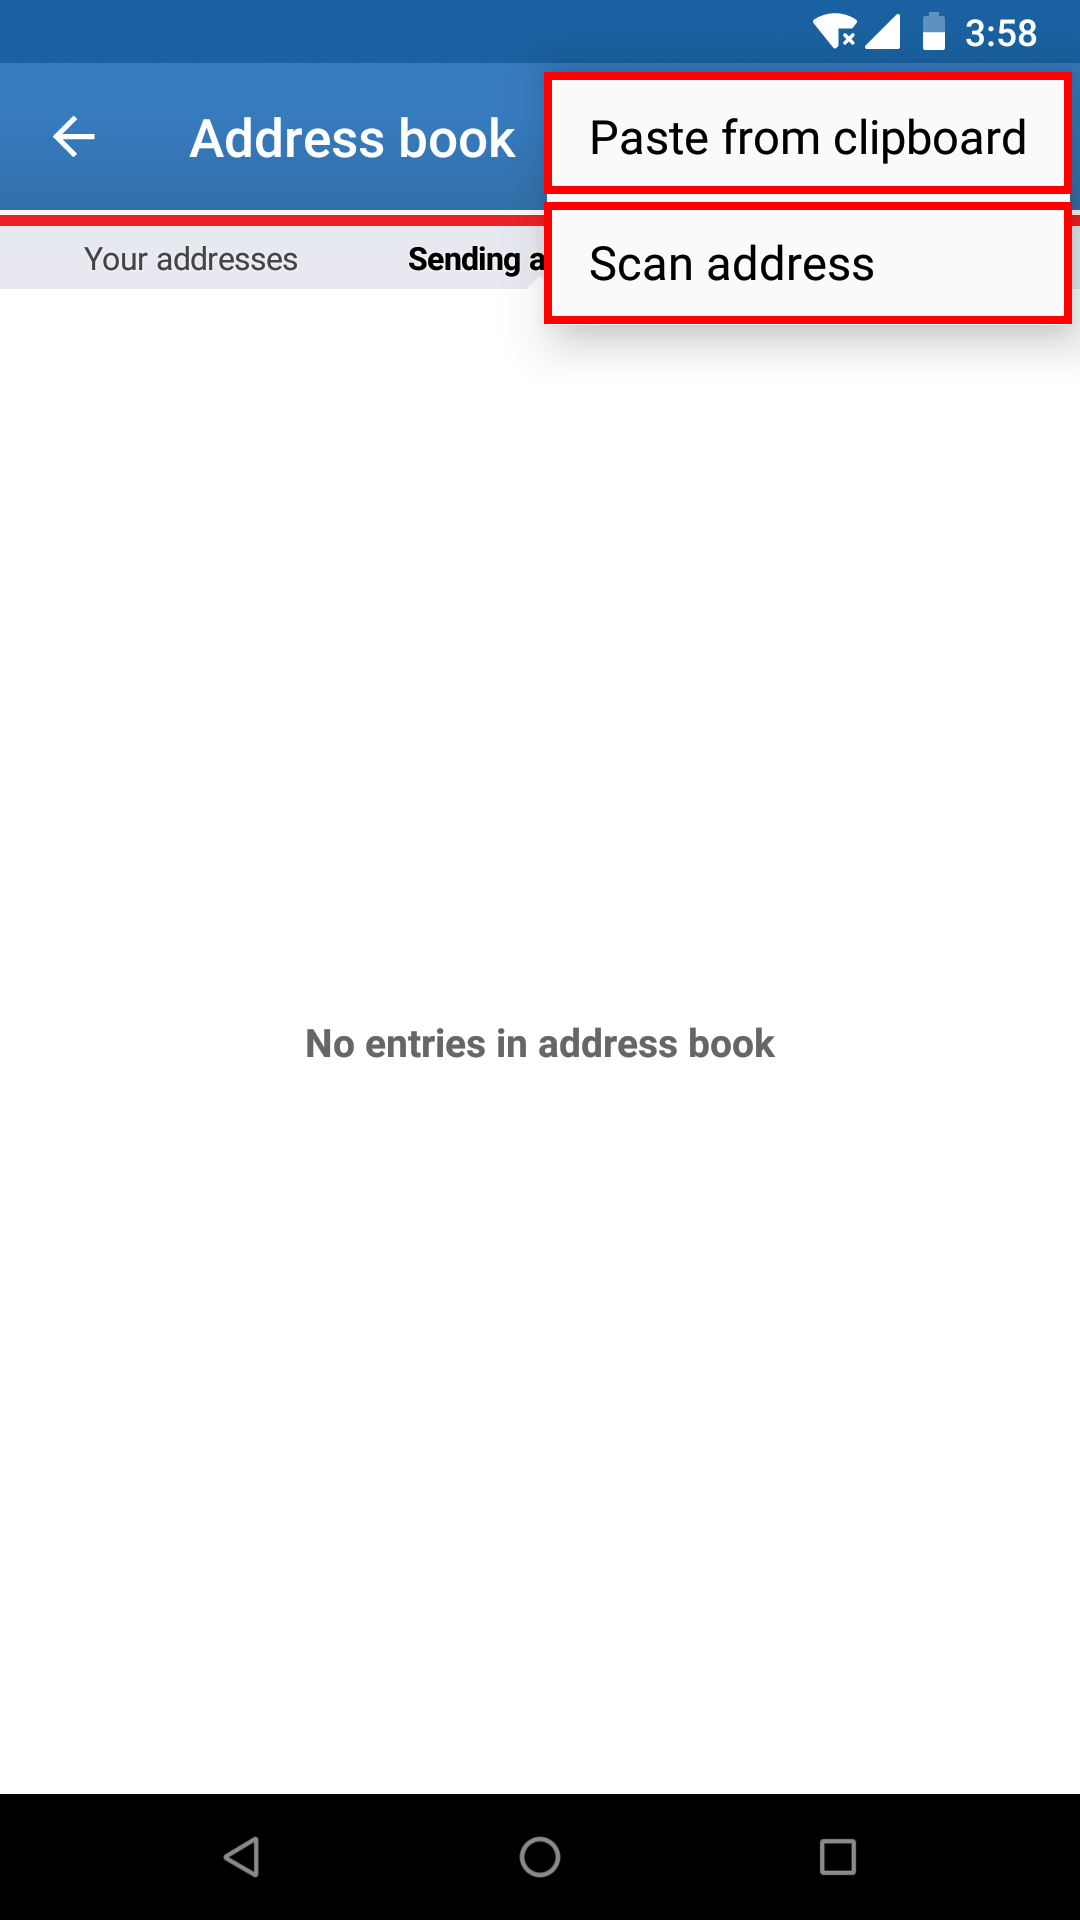 3:58
Address book
Paste from clipboard
Scan address
Your addresses
Sending a
No entries in address book